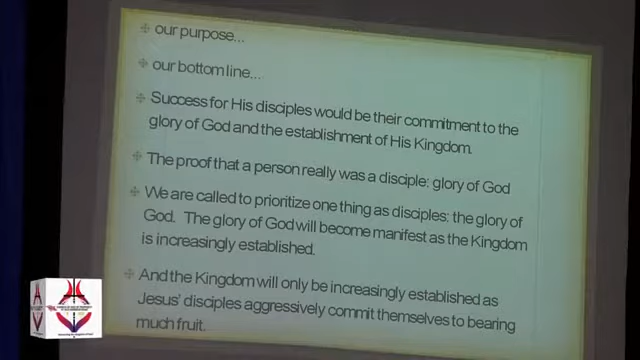 our purpose...
our bottom line...
Success for His disciples would be their commitment to the
glory of God and the establishment of His Kingdom.
The proof that a person really was a disciple: glory of God
We are called to prioritize one thing as disciples: the glory of
God. The glory of God will become manifest as the Kingdom
is increasingly established.
And the Kingdom will only be increasingly established as
Jesus' disciples aggressively commit themselves to bearing
much fruit.